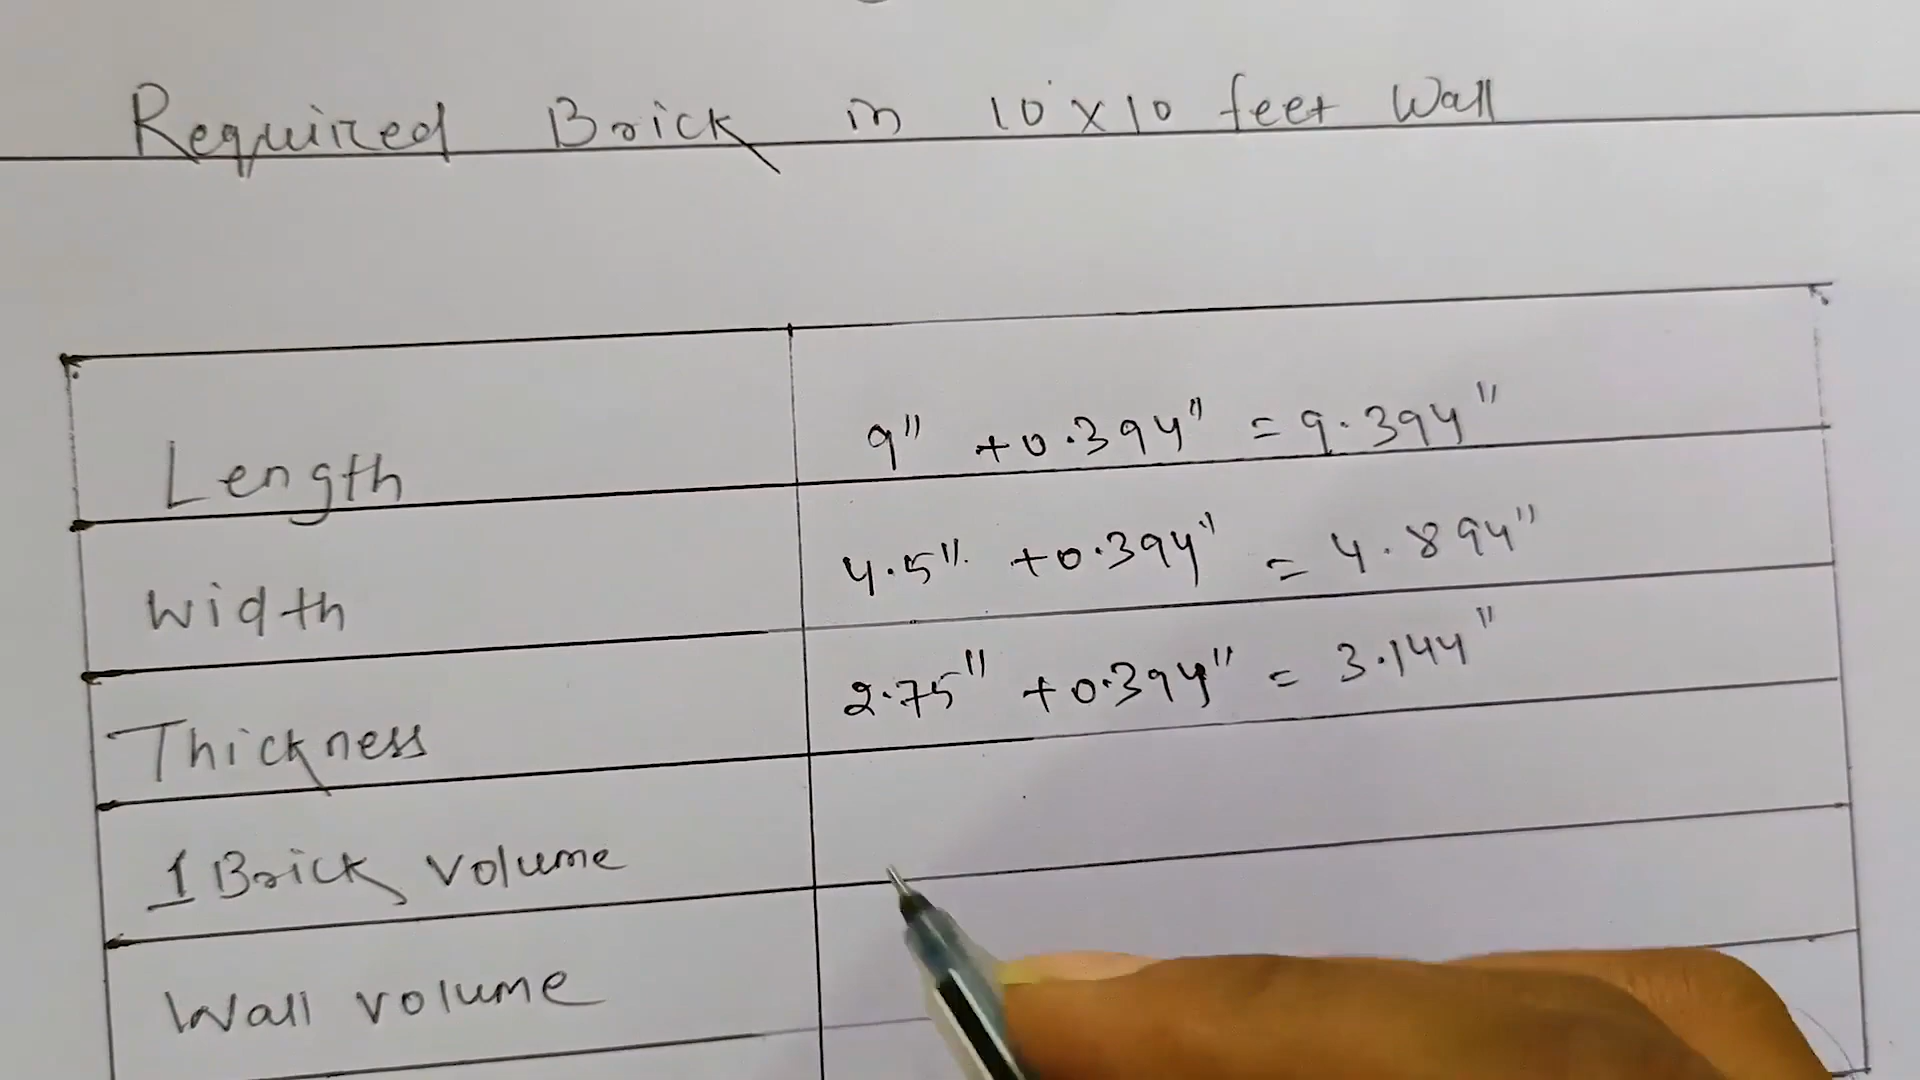 Required Brick in 10'x10 feet Wall
Length 9" +0.394" = 9.394"
Width 4.5" +0.394" = 4.894"
Thickness 2.75" +0.394" = 3.144"
1 Brick volume
Wall volume